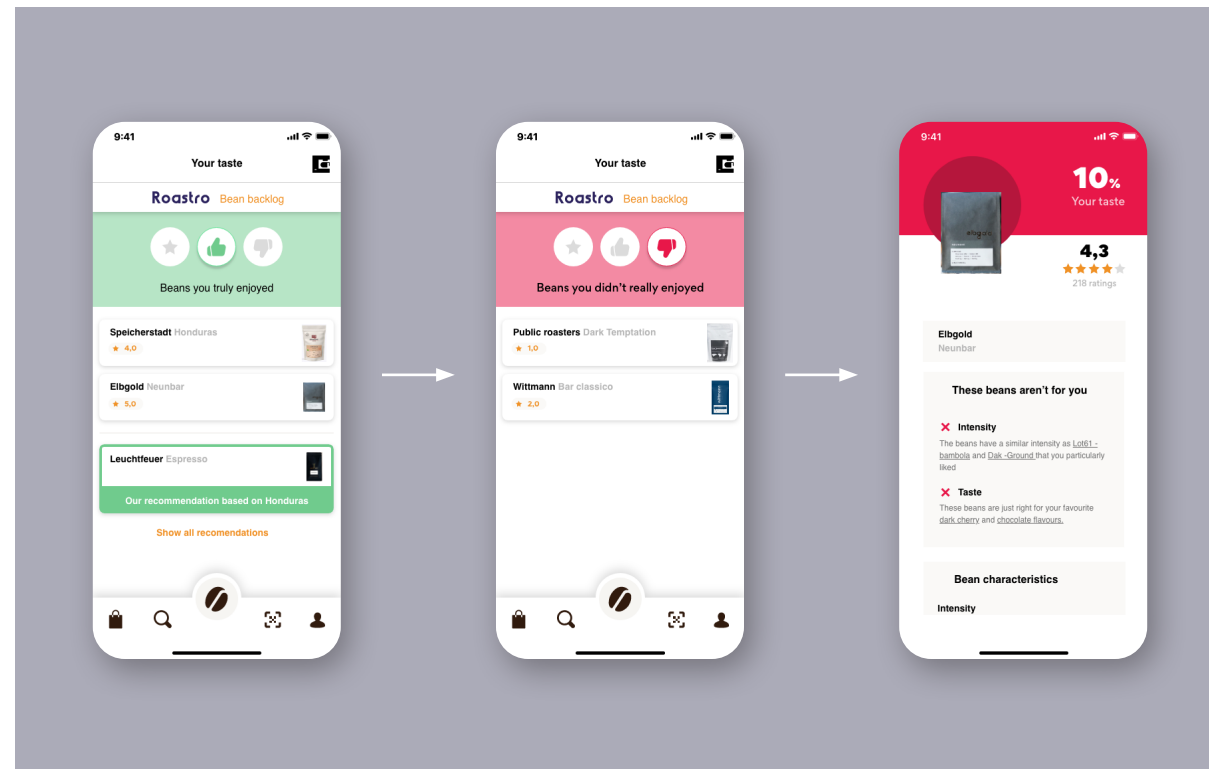 9:41
Your taste
Roastro Bean backlog
Beans you truly enjoyed
Speicherstadt Honduras
★ 4,0
Elbgold Neunbar
★ 5,0
Leuchtfeuer Espresso
Our recommendation based on Honduras
Show all recomendations
9:41
Your taste
Roastro Bean backlog
Beans you didn't really enjoyed
Public roasters Dark Temptation
★ 1,0
Wittmann Bar classico
★ 2,0
9:41
10%
Your taste
elbgold
4,3
218 ratings
Elbgold
Neunbar
These beans aren't for you
Intensity
The beans have a similar intensity as Lot61 -
bambola and Dak -Ground that you particularly
liked
Taste
These beans are just right for your favourite
dark cherry and chocolate flavours.
Bean characteristics
Intensity